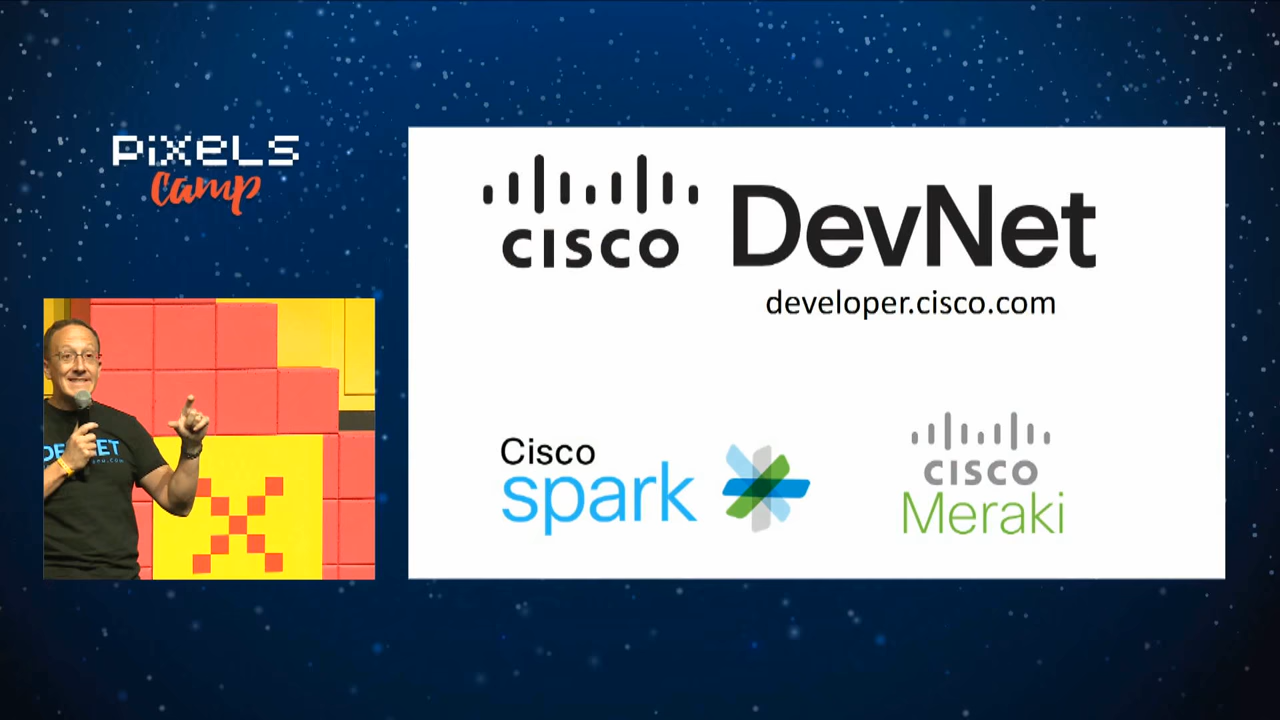 PiXELS
Camp
CISCO DevNet
developer.cisco.com
Cisco
spark
CISCO
Meraki